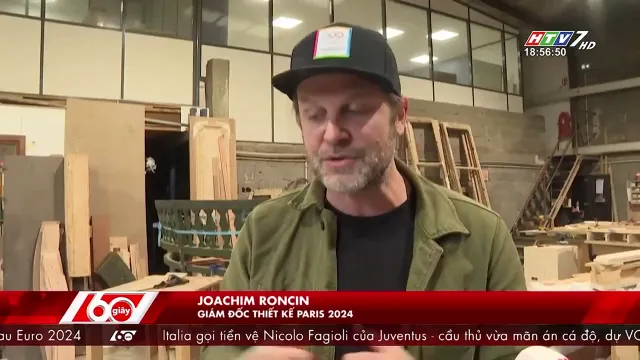 HTV7 HD
18:56:50
JOACHIM RONCIN
GIÁM ĐỐC THIẾT KẾ PARIS 2024
60 giây
au Euro 2024 60s Italia gọi tiền vệ Nicolo Fagioli của Juventus - cầu thủ vừa mãn án cá độ, dự VC